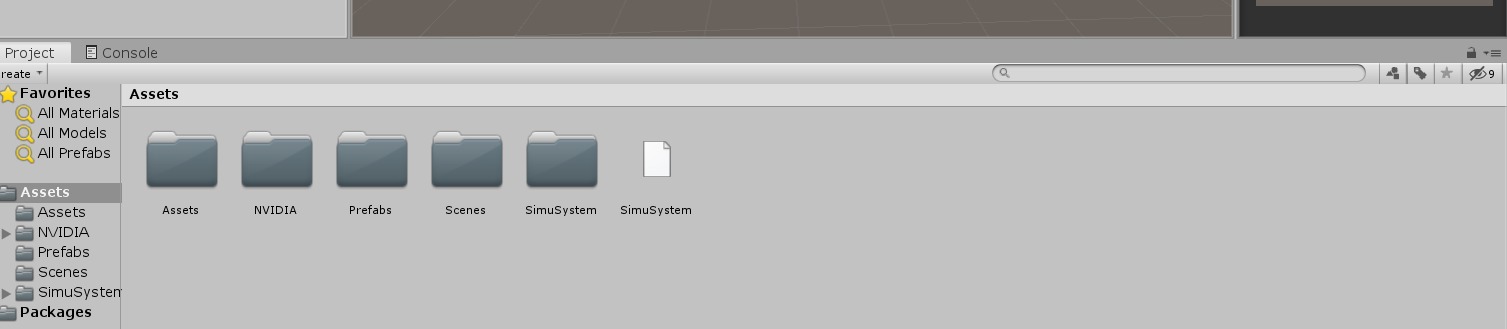 Project
Console
reate
9
Favorites
All Materials
All Models
All Prefabs
Assets
Assets
NVIDIA
Prefabs
Scenes
SimuSystem
Packages
Assets
Assets
NVIDIA
Prefabs
Scenes
SimuSystem
SimuSystem